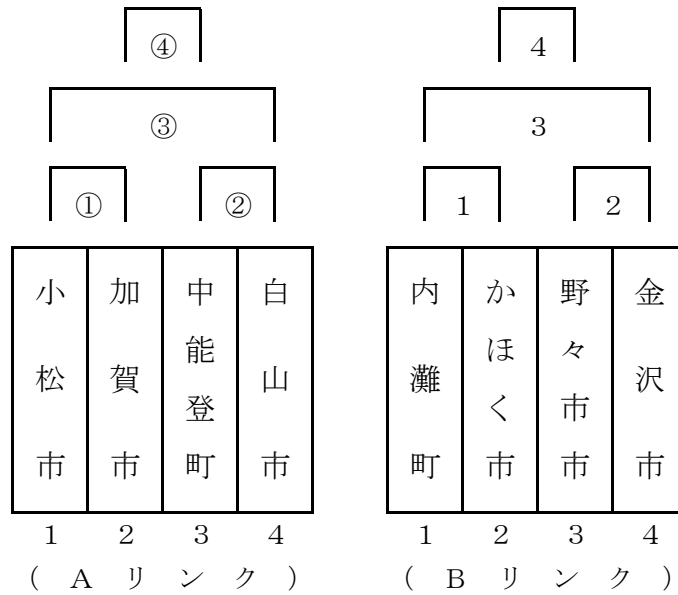 ④ 4
③ 3
① ② 1 2
小松市 加賀市 中能登町 白山市 内灘町 かほく市 野々市市 金沢市
1 2 3 4 1 2 3 4
( A リ ン ク ) ( B リ ン ク )